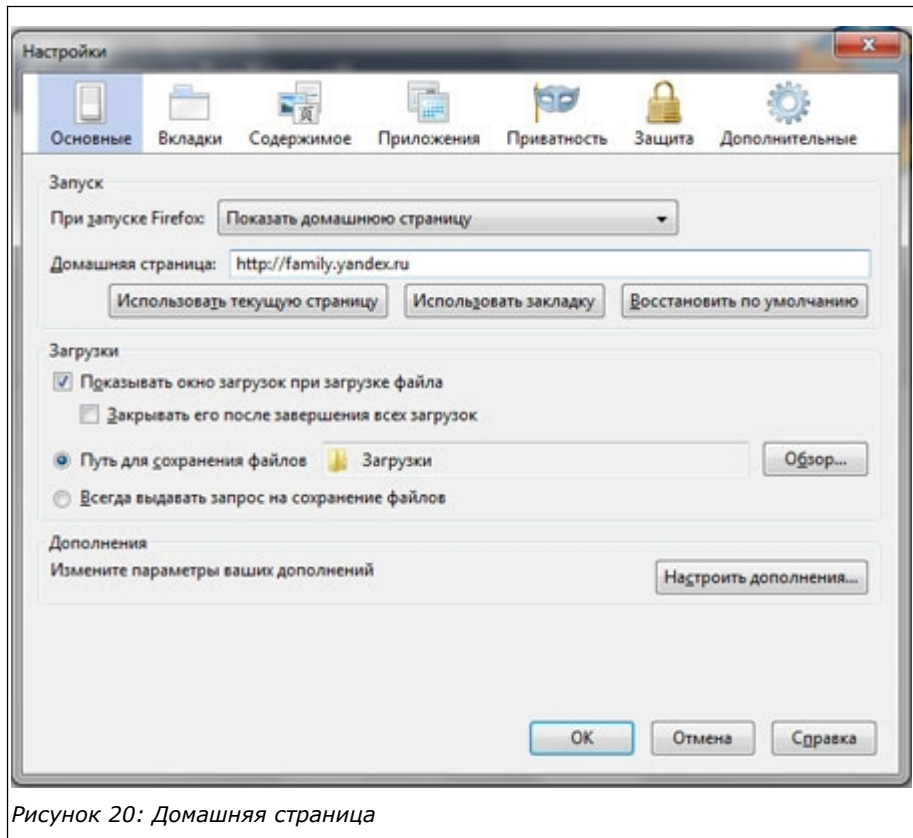 Настройки
Основные Вкладки Содержимое Приложения Приватность Защита Дополнительные
Запуск
При запуске Firefox: Показать домашнюю страницу
Домашняя страница: http://family.yandex.ru
Использовать текущую страницу Использовать закладку Восстановить по умолчанию
Загрузки
Показывать окно загрузок при загрузке файла
Закрывать его после завершения всех загрузок
Путь для сохранения файлов Загрузки Обзор...
Всегда выдавать запрос на сохранение файлов
Дополнения
Измените параметры ваших дополнений Настроить дополнения...
OK Отмена Справка
Рисунок 20: Домашняя страница